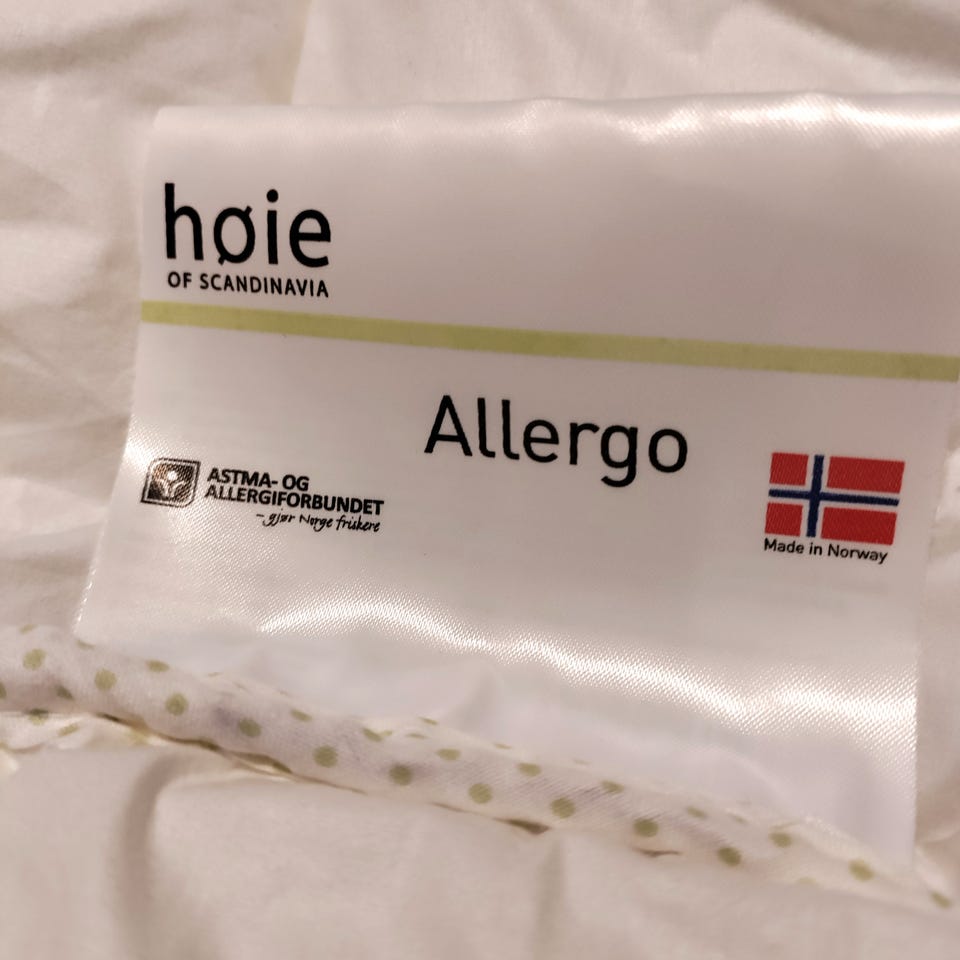 høie
OF SCANDINAVIA
Allergo
ASTMA- OG
ALLERGIFORBUNDET
– gjør Norge friskere
Made in Norway